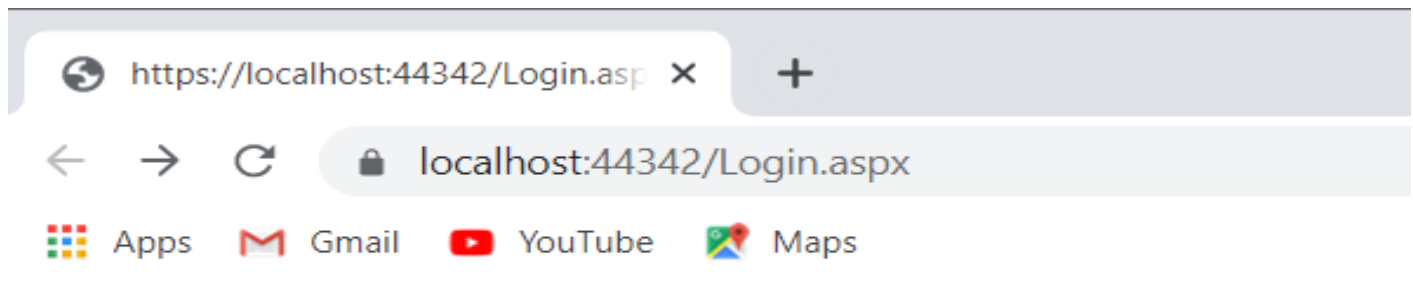 https://localhost:44342/Login.asp
localhost:44342/Login.aspx
Apps Gmail YouTube Maps